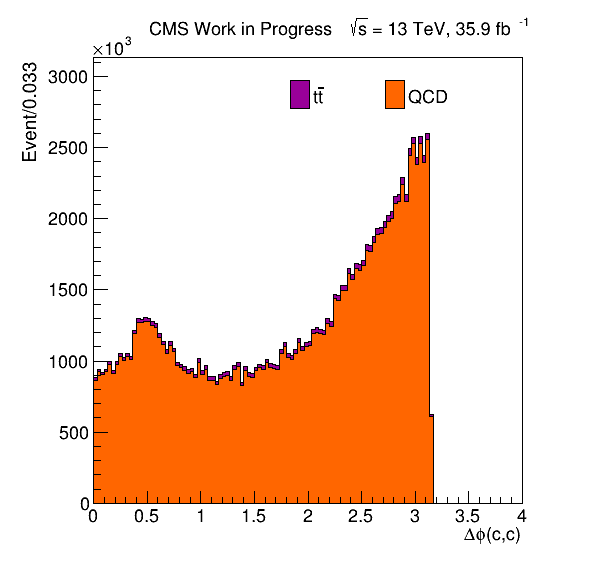 CMS Work in Progress √s = 13 TeV, 35.9 fb⁻¹
×10³
Event/0.033
3000
2500
2000
1500
1000
500
0
tt̄
QCD
0 0.5 1 1.5 2 2.5 3 3.5 4
Δϕ(c,c)